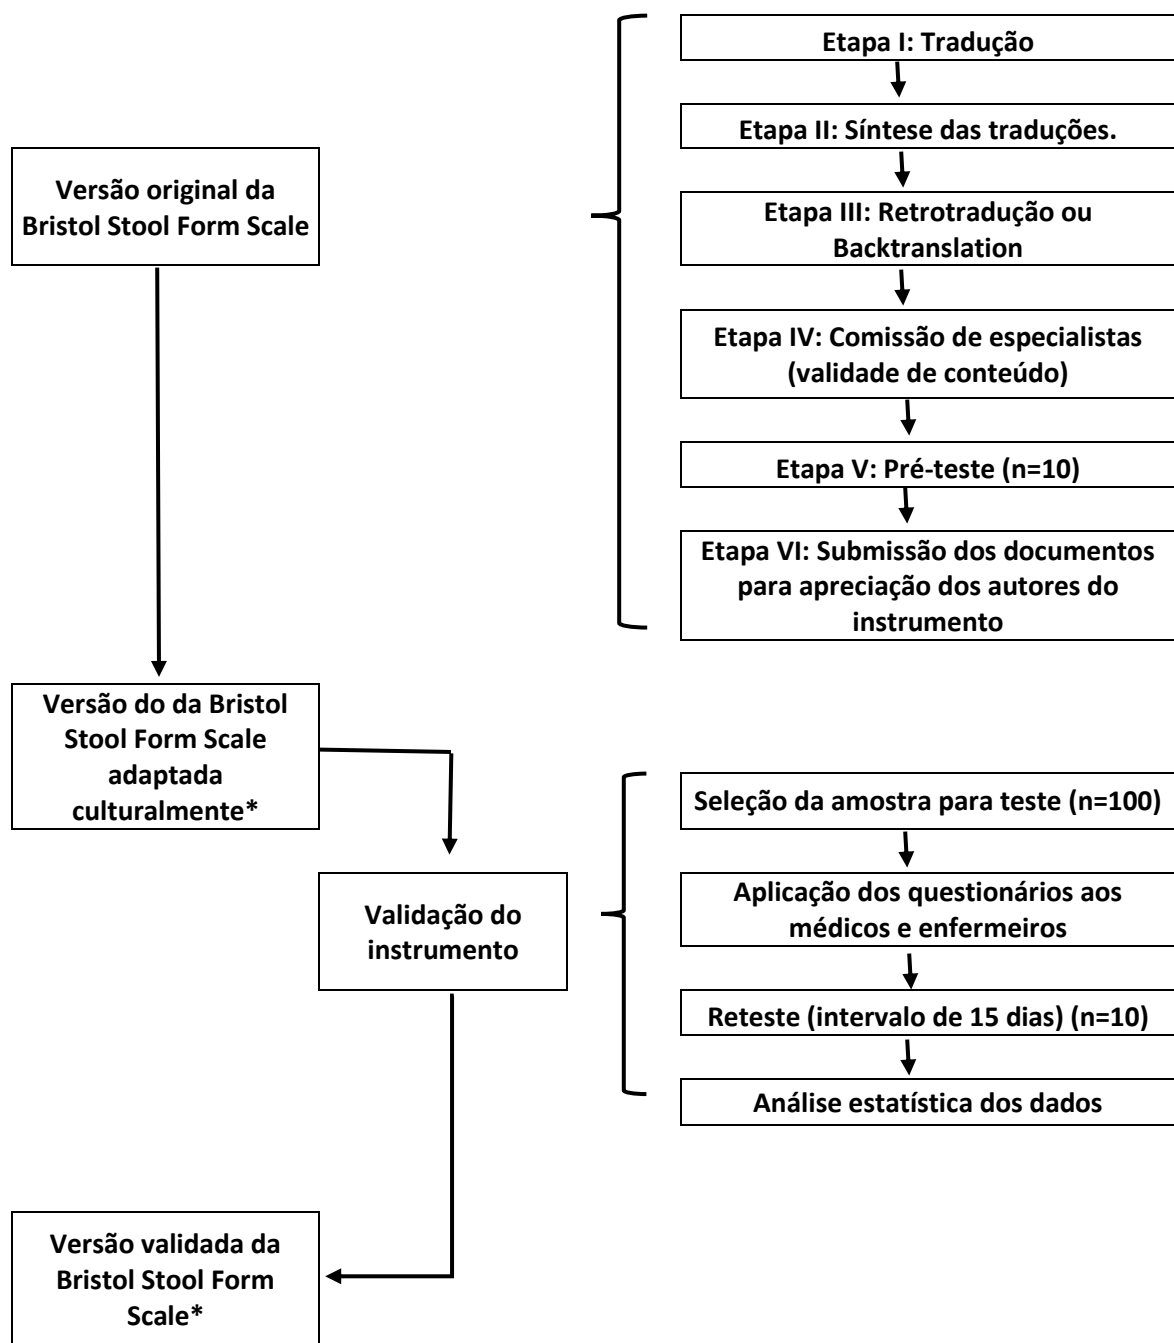 Etapa I: Tradução
Etapa II: Síntese das traduções.
Versão original da
Bristol Stool Form Scale
Etapa III: Retrotradução ou
Backtranslation
Etapa IV: Comissão de especialistas
(validade de conteúdo)
Etapa V: Pré-teste (n=10)
Etapa VI: Submissão dos documentos
para apreciação dos autores do
instrumento
Versão do da Bristol
Stool Form Scale
adaptada
culturalmente*
Seleção da amostra para teste (n=100)
Validação do
instrumento
Aplicação dos questionários aos
médicos e enfermeiros
Reteste (intervalo de 15 dias) (n=10)
Análise estatística dos dados
Versão validada da
Bristol Stool Form
Scale*